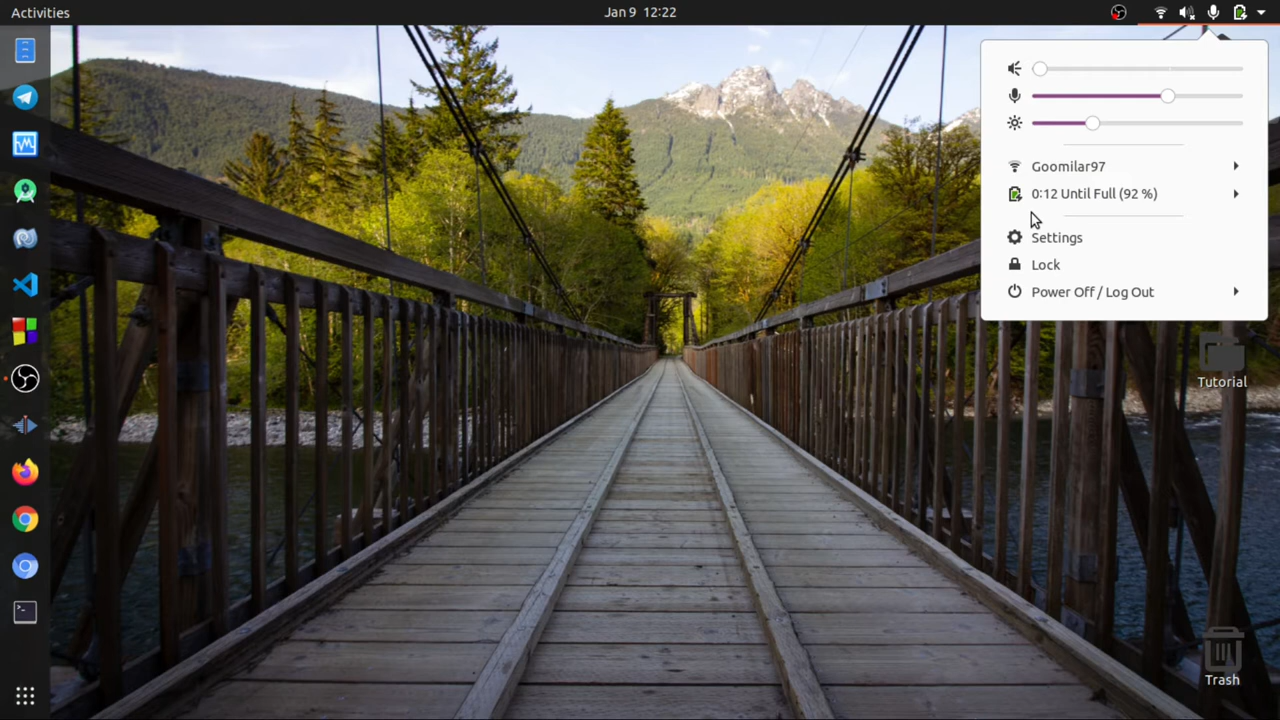 Activities
Jan 9 12:22
Goomilar97
0:12 Until Full (92 %)
Settings
Lock
Power Off / Log Out
Tutorial
Trash